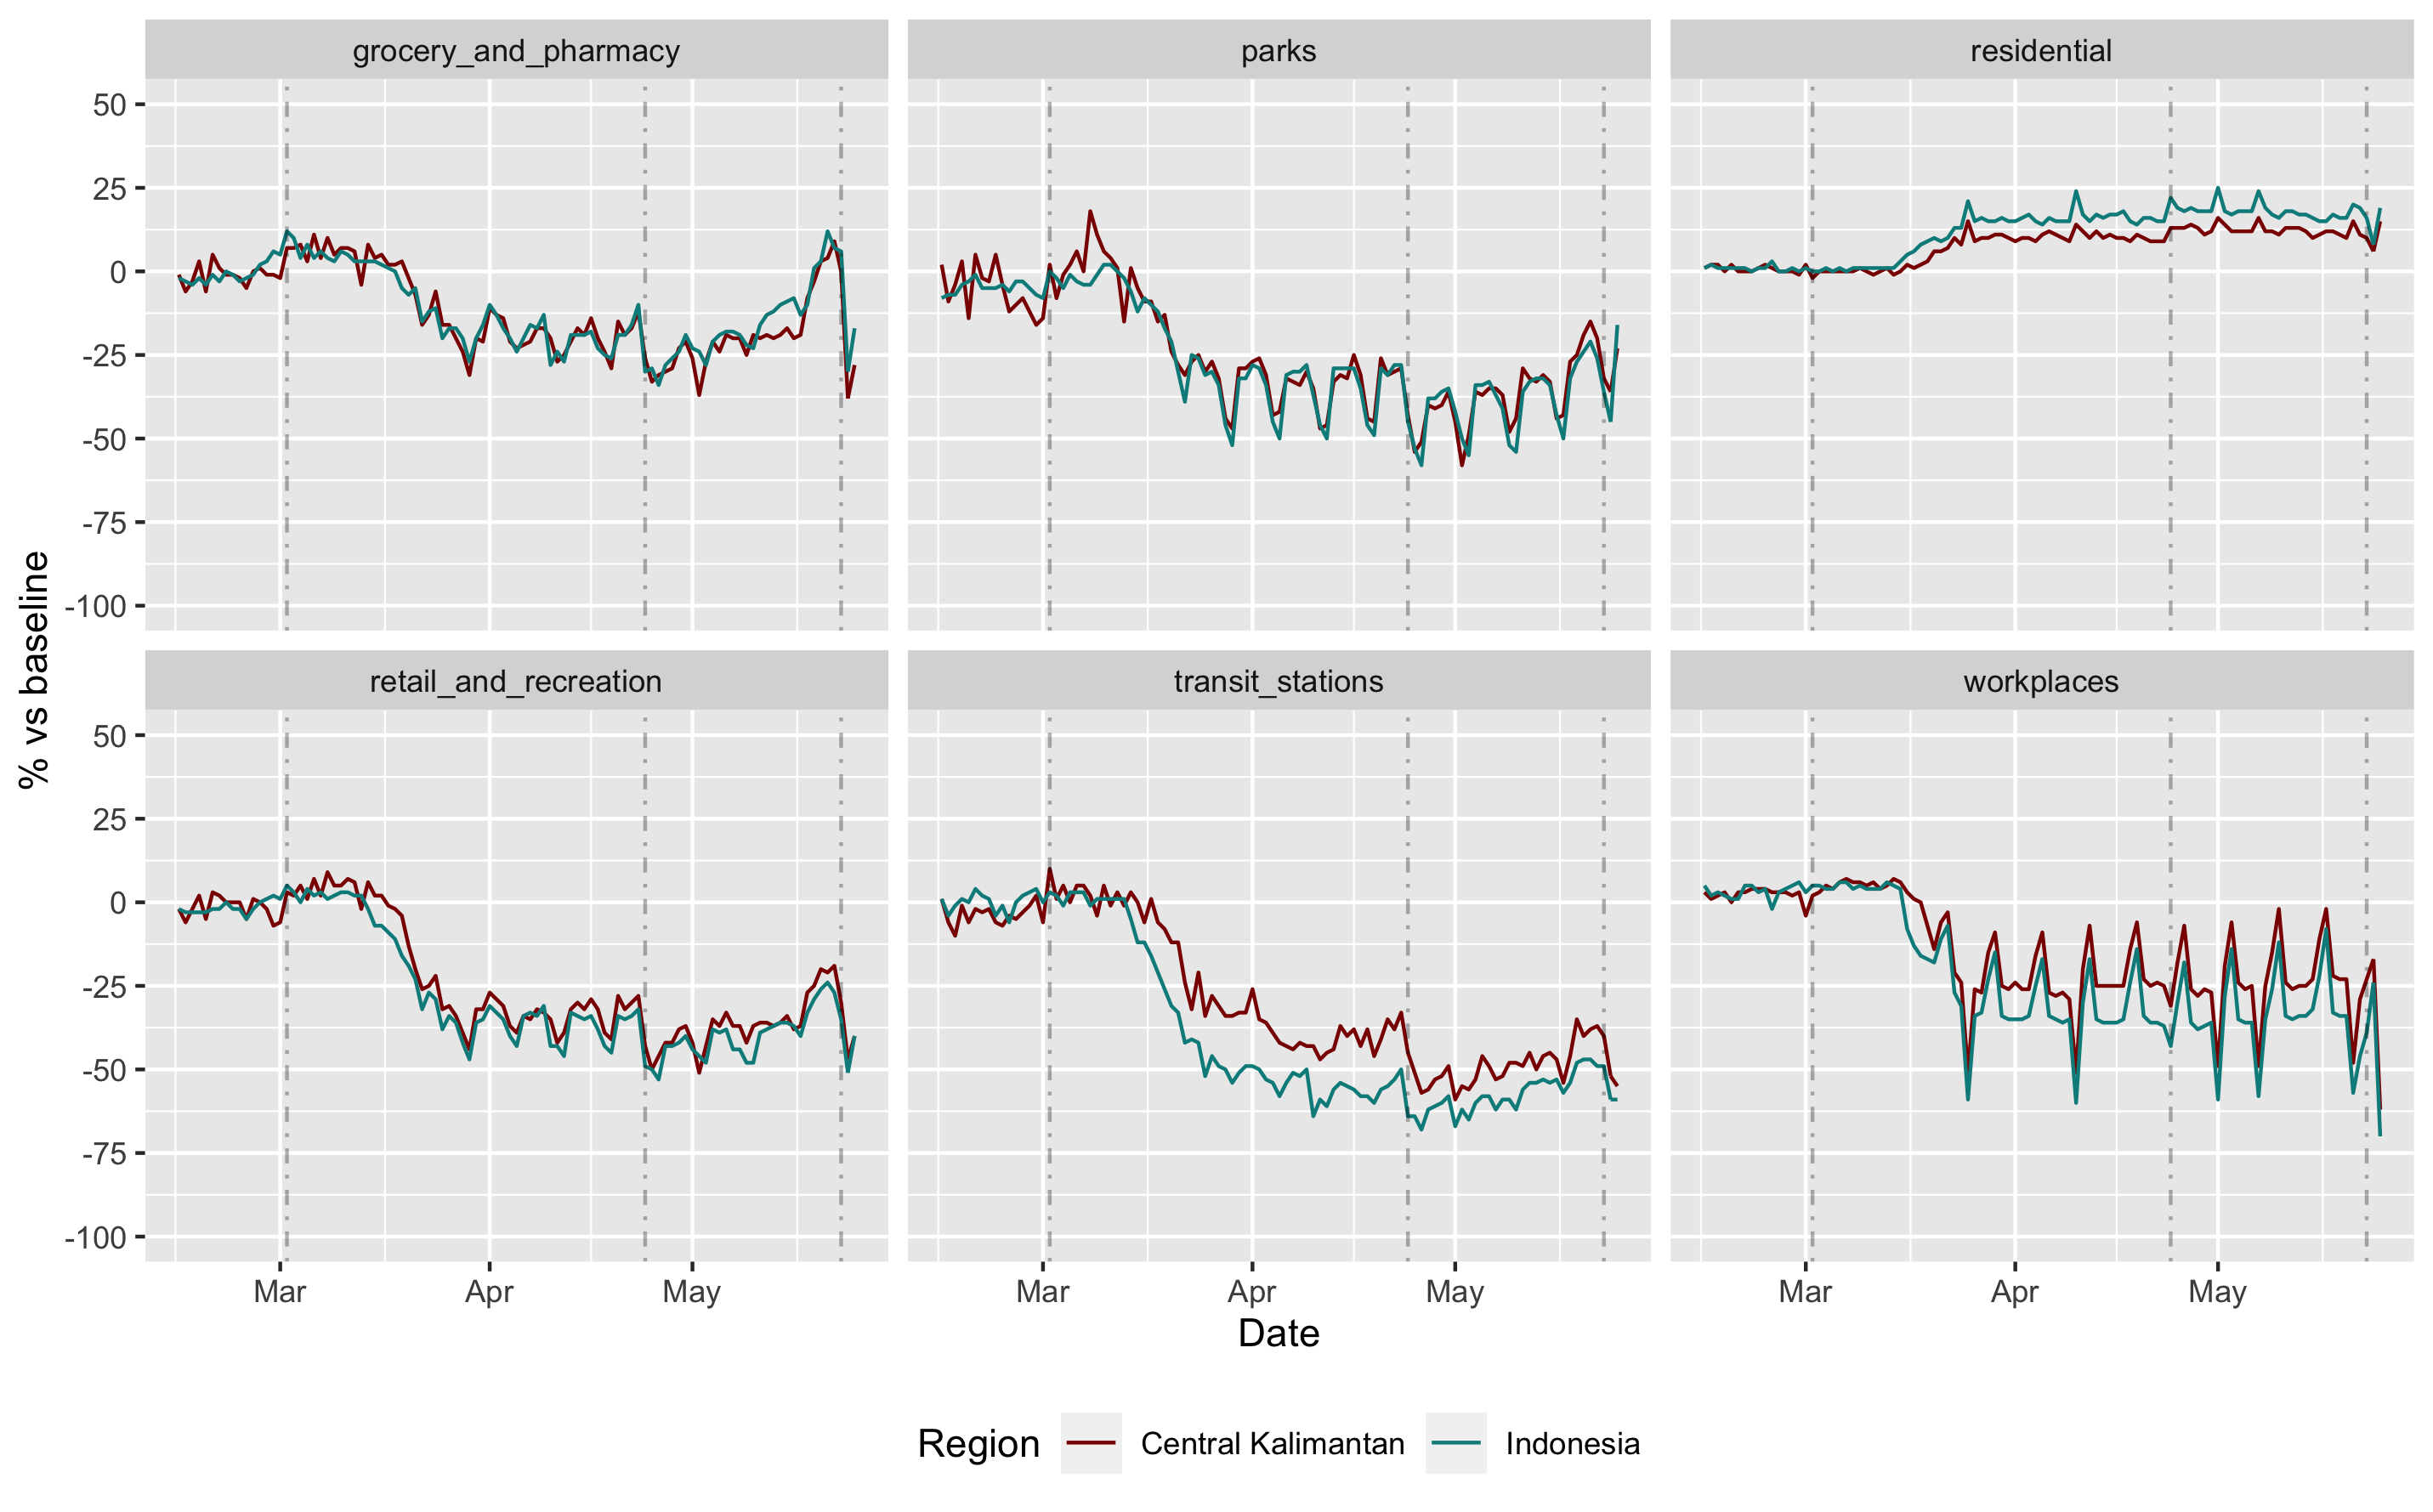 grocery_and_pharmacy parks residential
50
25
0
-25
-50
-75
-100
% vs baseline
retail_and_recreation transit_stations workplaces
50
25
0
-25
-50
-75
-100
Mar Apr May Mar Apr May Mar Apr May
Date
Region Central Kalimantan Indonesia